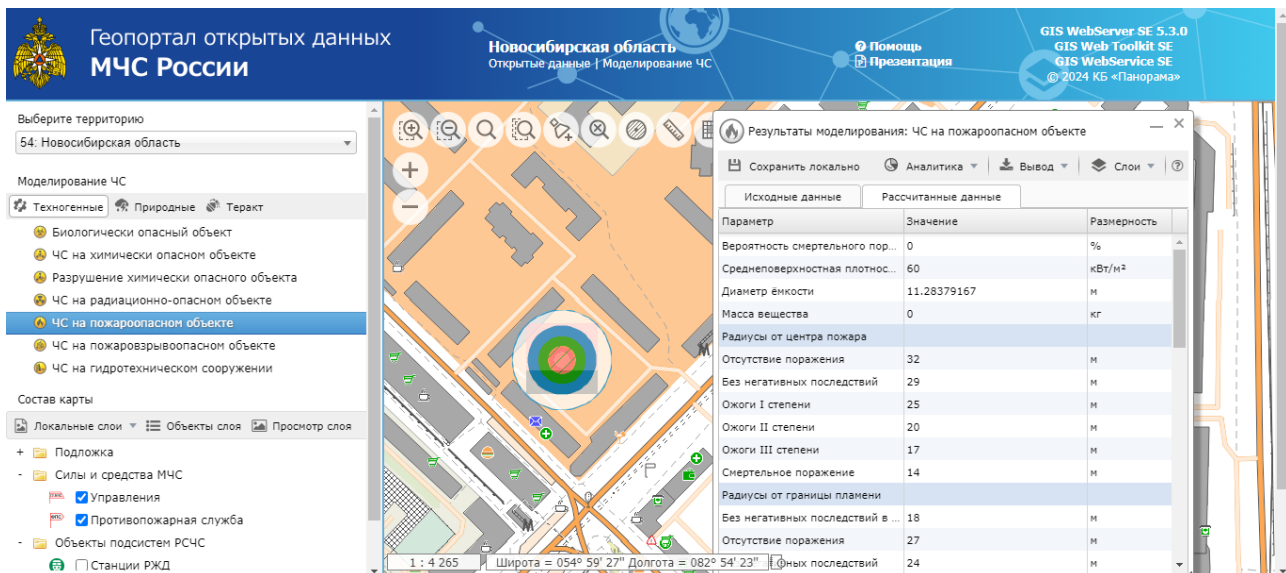 Геопортал открытых данных
МЧС России
Новосибирская область
Открытые данные | Моделирование ЧС
Помощь
Презентация
GIS WebServer SE 5.3.0
GIS Web Toolkit SE
GIS WebService SE
© 2024 КБ «Панорама»
Выберите территорию
54: Новосибирская область
Моделирование ЧС
Техногенные Природные Теракт
Биологически опасный объект
ЧС на химически опасном объекте
Разрушение химически опасного объекта
ЧС на радиационно-опасном объекте
ЧС на пожароопасном объекте
ЧС на пожаровзрывоопасном объекте
ЧС на гидротехническом сооружении
Состав карты
Локальные слои Объекты слоя Просмотр слоя
+ Подложка
- Силы и средства МЧС
Управления
Противопожарная служба
- Объекты подсистем РСЧС
Станции РЖД
1 : 4 265 Широта = 054° 59' 27" Долгота = 082° 54' 23"
Результаты моделирования: ЧС на пожароопасном объекте
Сохранить локально Аналитика Вывод Слои
Исходные данные Рассчитанные данные
Параметр Значение Размерность
Вероятность смертельного пор... 0 %
Среднеповерхностная плотнос... 60 кВт/м²
Диаметр ёмкости 11.28379167 м
Масса вещества 0 кг
Радиусы от центра пожара
Отсутствие поражения 32 м
Без негативных последствий 29 м
Ожоги I степени 25 м
Ожоги II степени 20 м
Ожоги III степени 17 м
Смертельное поражение 14 м
Радиусы от границы пламени
Без негативных последствий в ... 18 м
Отсутствие поражения 27 м
последствий 24 м